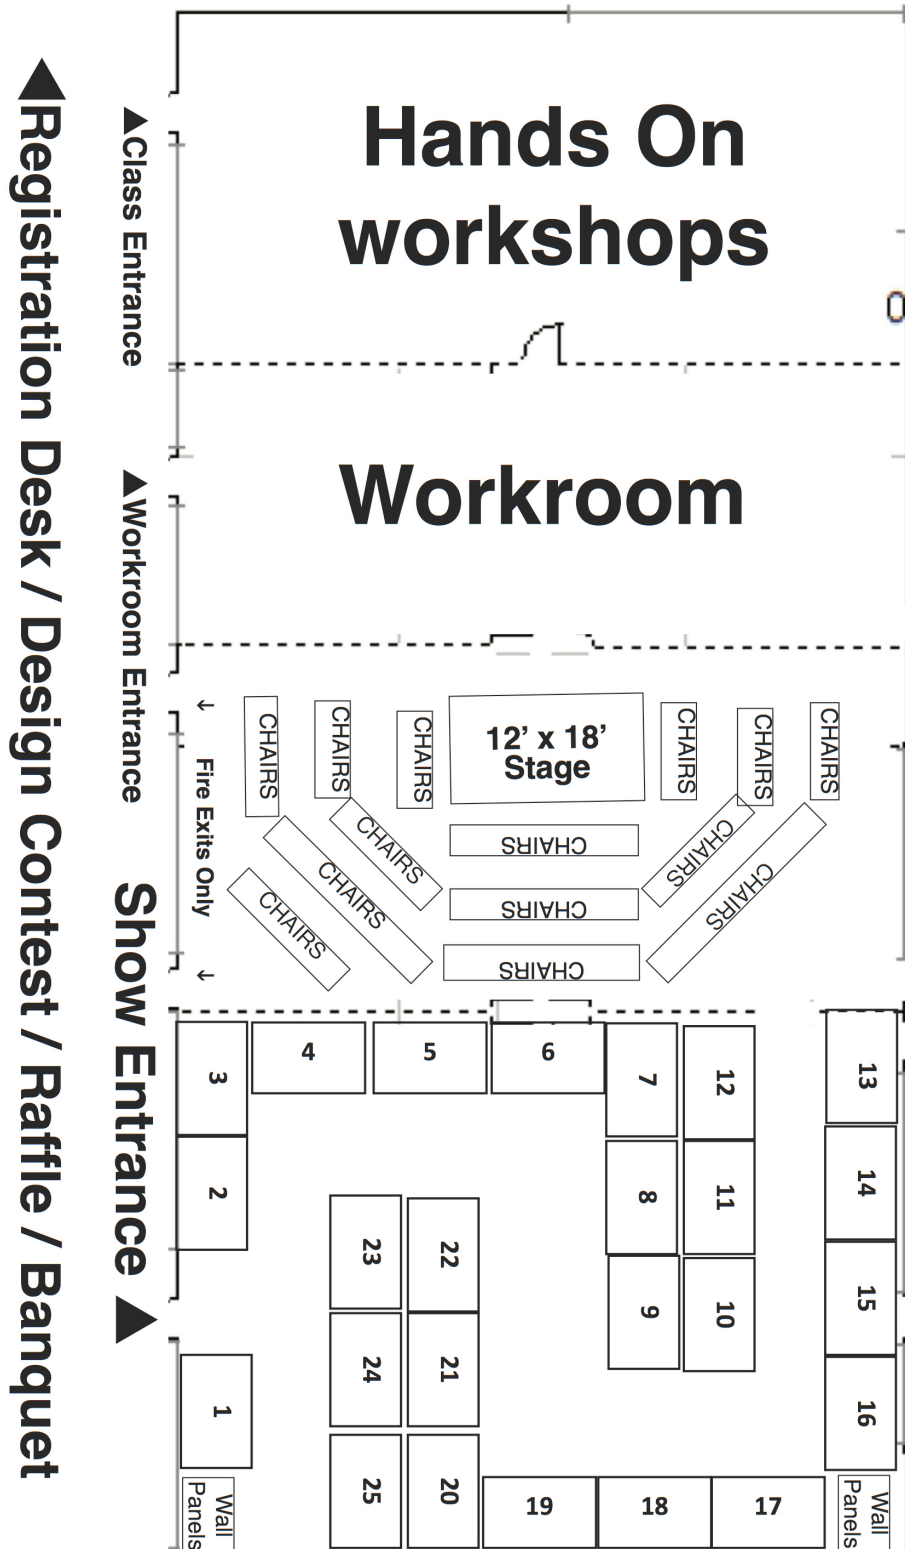 ◀Registration Desk / Design Contest / Raffle / Banquet
▲Class Entrance
▲Workroom Entrance
Show Entrance ▶
Hands On
workshops
Workroom
← Fire Exits Only ←
CHAIRS
CHAIRS
CHAIRS
12’ x 18’
Stage
CHAIRS
CHAIRS
CHAIRS
CHAIRS
CHAIRS
CHAIRS
CHAIRS
CHAIRS
CHAIRS
CHAIRS
CHAIRS
3
4
5
6
7
12
13
2
8
11
14
23
22
9
10
15
24
21
1
16
25
20
19
18
17
Wall
Panels
Wall
Panels